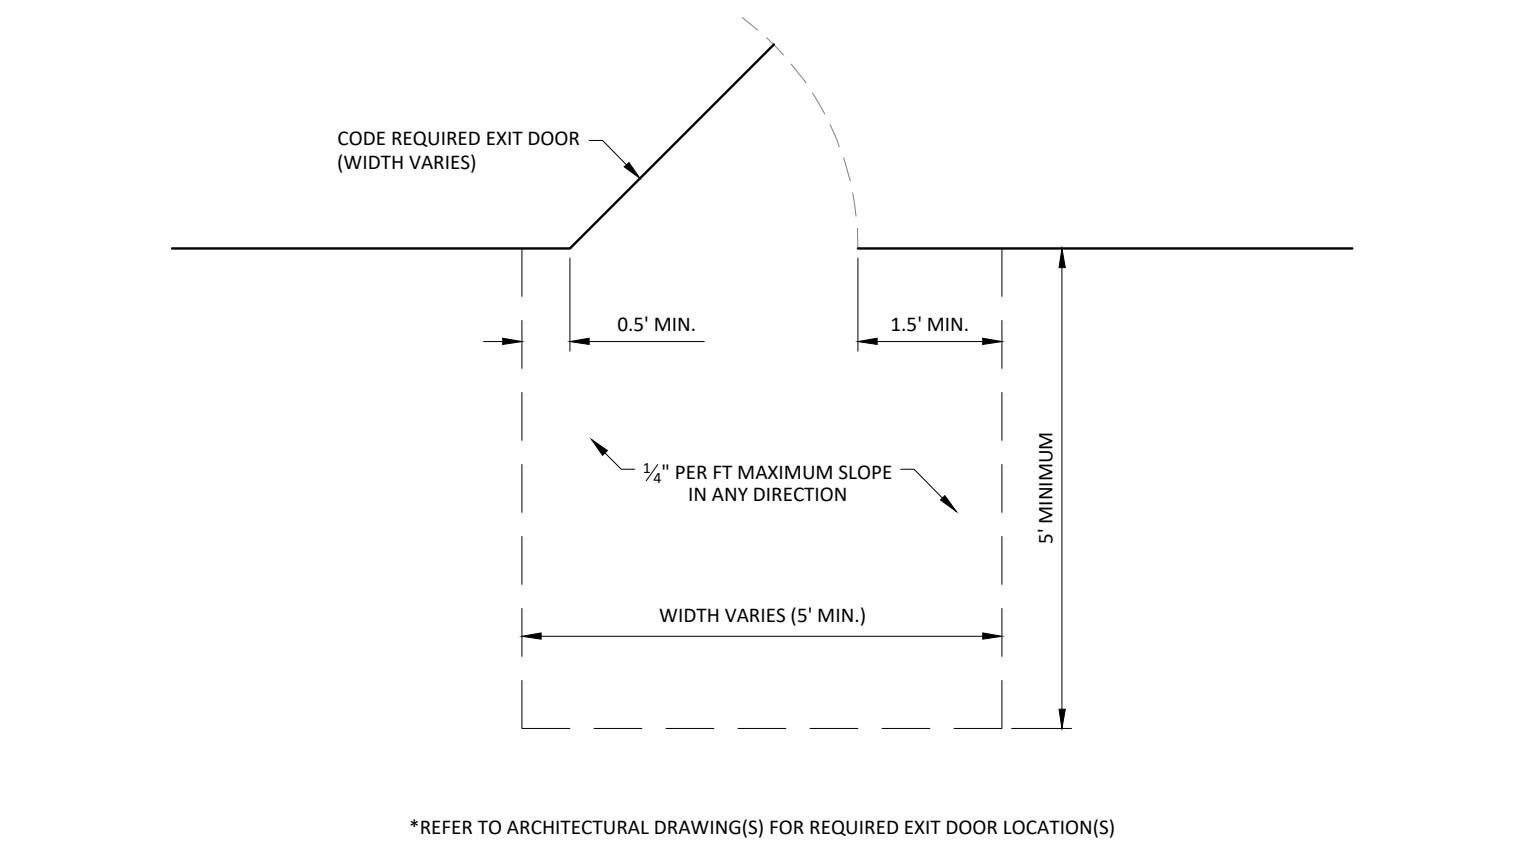 CODE REQUIRED EXIT DOOR
(WIDTH VARIES)
0.5' MIN.
1.5' MIN.
¼" PER FT MAXIMUM SLOPE
IN ANY DIRECTION
5' MINIMUM
WIDTH VARIES (5' MIN.)
*REFER TO ARCHITECTURAL DRAWING(S) FOR REQUIRED EXIT DOOR LOCATION(S)